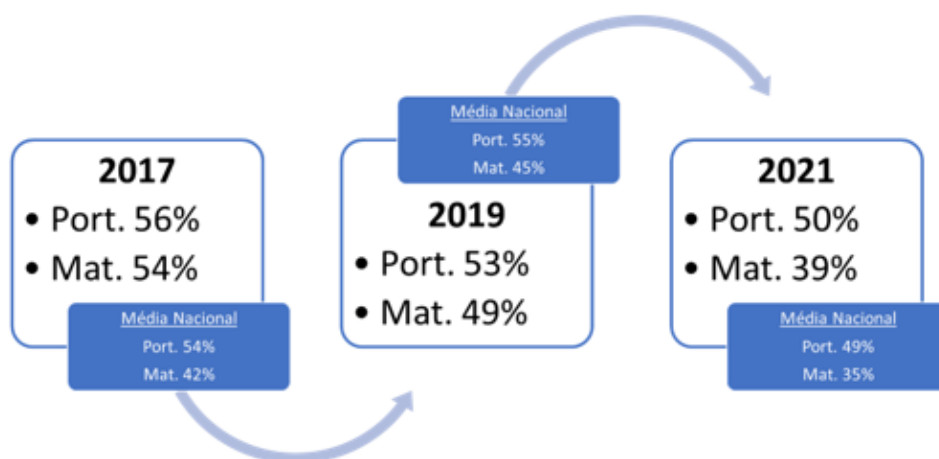 2017
• Port. 56%
• Mat. 54%
Média Nacional
Port. 54%
Mat. 42%
Média Nacional
Port. 55%
Mat. 45%
2019
• Port. 53%
• Mat. 49%
2021
• Port. 50%
• Mat. 39%
Média Nacional
Port. 49%
Mat. 35%